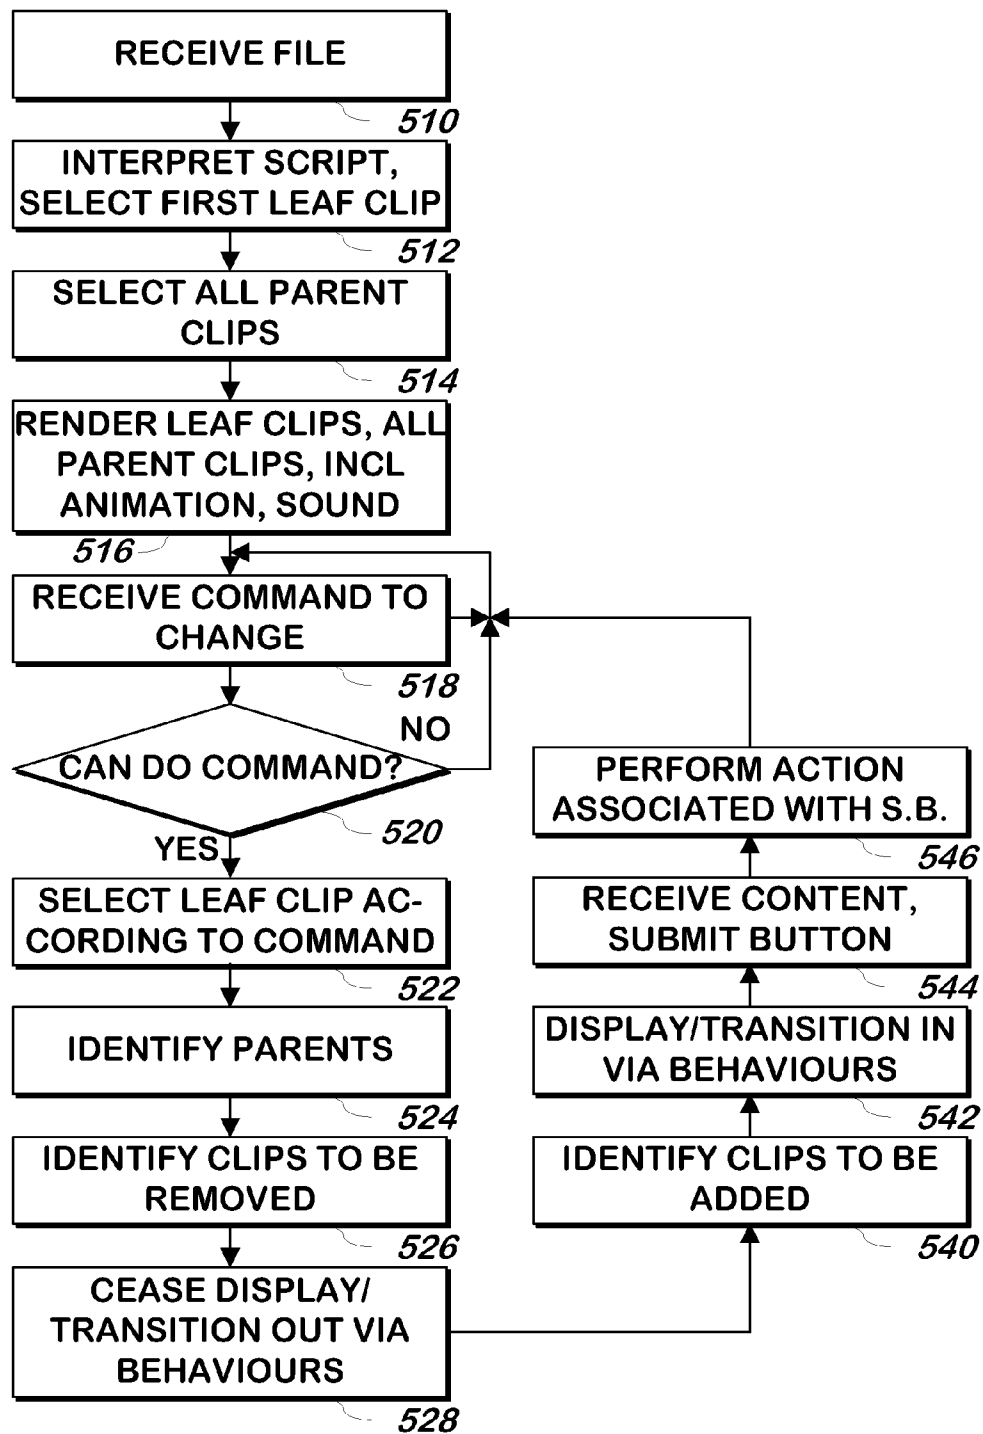 RECEIVE FILE
510
INTERPRET SCRIPT,
SELECT FIRST LEAF CLIP
512
SELECT ALL PARENT
CLIPS
514
RENDER LEAF CLIPS, ALL
PARENT CLIPS, INCL
ANIMATION, SOUND
516
RECEIVE COMMAND TO
CHANGE
518
NO
CAN DO COMMAND?
520
YES
SELECT LEAF CLIP AC-
CORDING TO COMMAND
522
IDENTIFY PARENTS
524
IDENTIFY CLIPS TO BE
REMOVED
526
CEASE DISPLAY/
TRANSITION OUT VIA
BEHAVIOURS
528
IDENTIFY CLIPS TO BE
ADDED
540
DISPLAY/TRANSITION IN
VIA BEHAVIOURS
542
RECEIVE CONTENT,
SUBMIT BUTTON
544
PERFORM ACTION
ASSOCIATED WITH S.B.
546